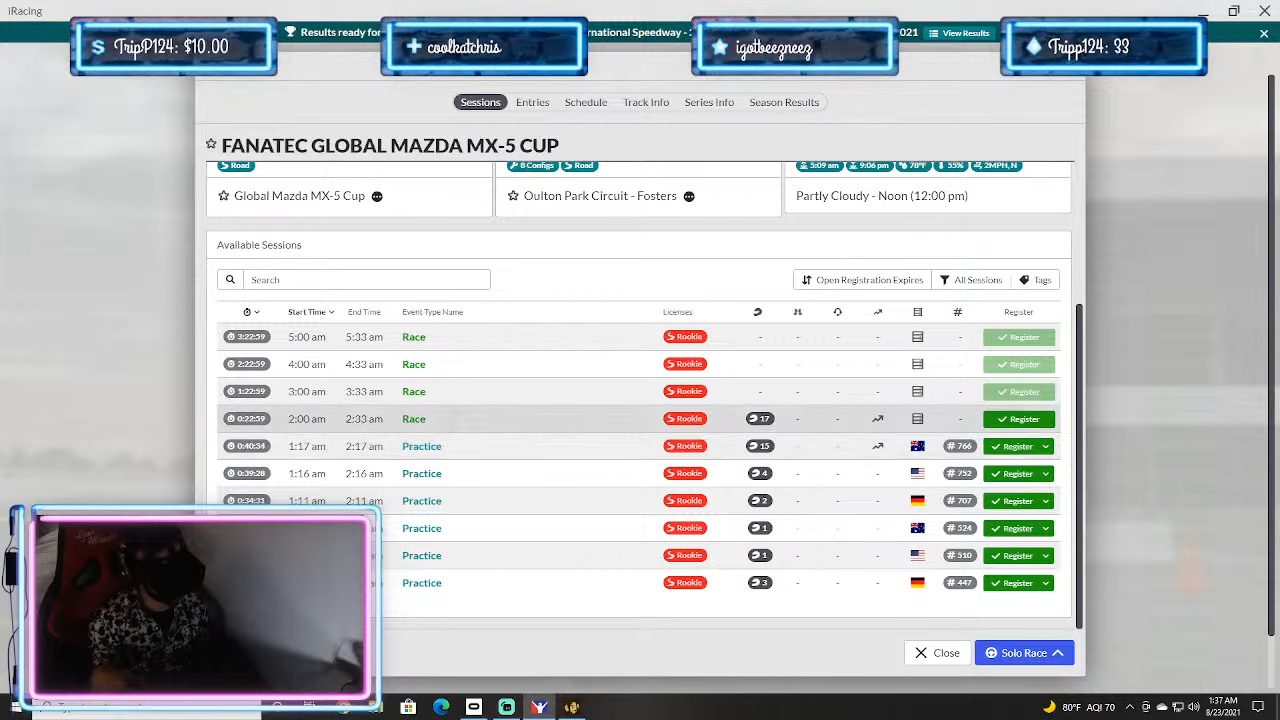 iRacing
Results ready for
rnational Speedway - 1
2021
View Results
TripP124: $10.00
coolkatchris
igotbeezneez
Tripp124: 33
Sessions Entries Schedule Track Info Series Info Season Results
FANATEC GLOBAL MAZDA MX-5 CUP
Road
8 Configs Road
5:09 am 9:06 pm 78°F 55% 2MPH, N
Global Mazda MX-5 Cup
Oulton Park Circuit - Fosters
Partly Cloudy - Noon (12:00 pm)
Available Sessions
Search
Open Registration Expires All Sessions Tags
Start Time End Time Event Type Name Licenses # Register
3:22:59 5:00 am 5:33 am Race Rookie - - - - - Register
2:22:59 4:00 am 4:33 am Race Rookie - - - - - Register
1:22:59 3:00 am 3:33 am Race Rookie - - - - - Register
0:22:59 2:00 am 2:33 am Race Rookie 17 - - - Register
0:40:34 1:17 am 2:17 am Practice Rookie 15 - - #766 Register
0:39:28 1:16 am 2:16 am Practice Rookie 4 - - - #752 Register
0:34:31 1:11 am 2:11 am Practice Rookie 2 - - - #707 Register
Practice Rookie 1 - - - #524 Register
Practice Rookie 1 - - - #510 Register
Practice Rookie 3 - - - #447 Register
Close Solo Race
80°F AQI 70
1:37 AM
8/23/2021